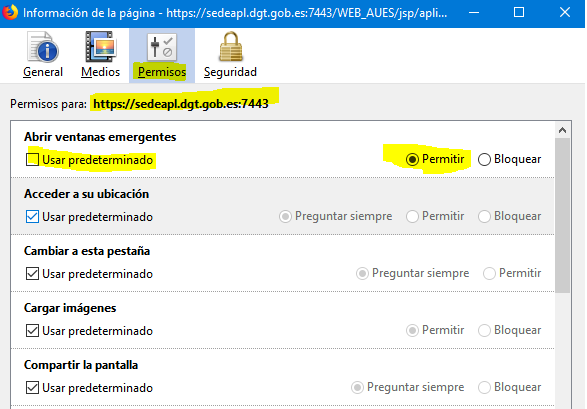 Información de la página - https://sedeapl.dgt.gob.es:7443/WEB_AUES/jsp/apli...
General Medios Permisos Seguridad
Permisos para: https://sedeapl.dgt.gob.es:7443
Abrir ventanas emergentes
Usar predeterminado Permitir Bloquear
Acceder a su ubicación
Usar predeterminado Preguntar siempre Permitir Bloquear
Cambiar a esta pestaña
Usar predeterminado Preguntar siempre Permitir
Cargar imágenes
Usar predeterminado Permitir Bloquear
Compartir la pantalla
Usar predeterminado Preguntar siempre Bloquear